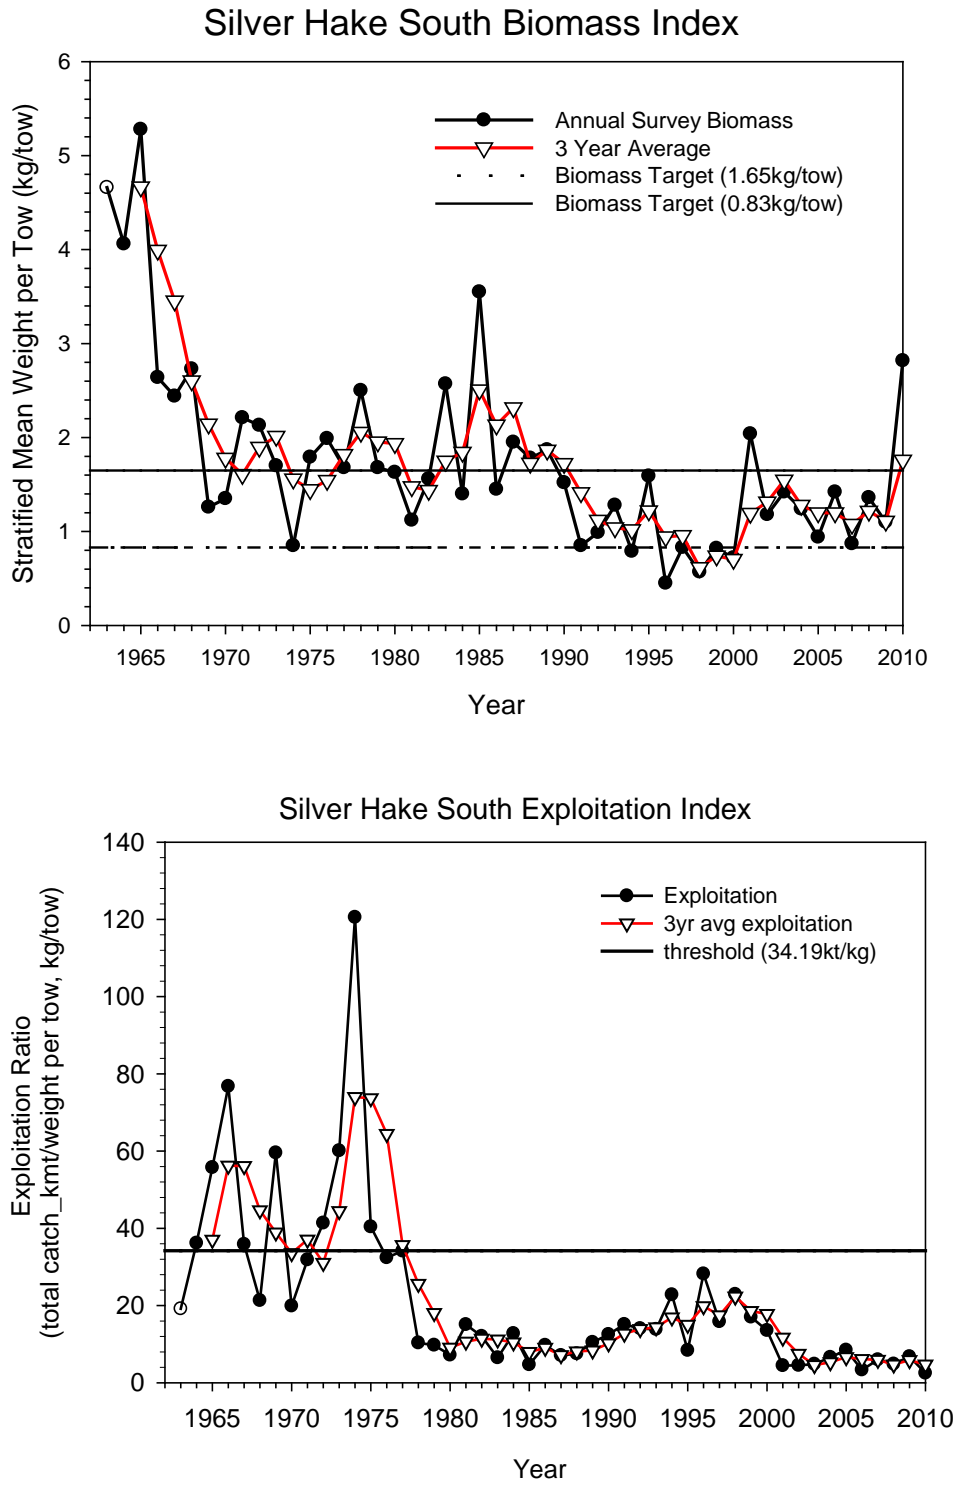 Silver Hake South Biomass Index
Stratified Mean Weight per Tow (kg/tow)
6
5
4
3
2
1
0
Annual Survey Biomass
3 Year Average
Biomass Target (1.65kg/tow)
Biomass Target (0.83kg/tow)
1965 1970 1975 1980 1985 1990 1995 2000 2005 2010
Year
Silver Hake South Exploitation Index
Exploitation Ratio
(total catch_kmt/weight per tow, kg/tow)
140
120
100
80
60
40
20
0
Exploitation
3yr avg exploitation
threshold (34.19kt/kg)
1965 1970 1975 1980 1985 1990 1995 2000 2005 2010
Year